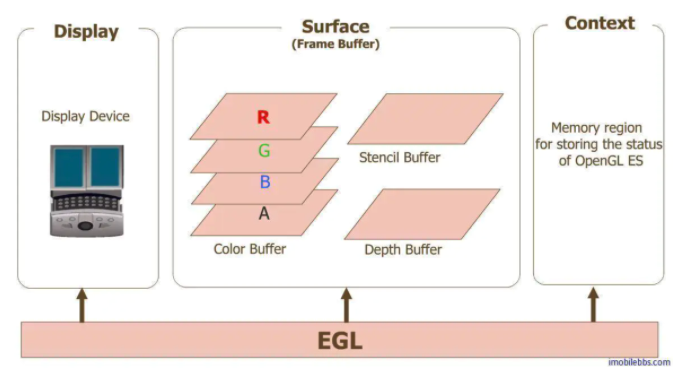 Display
Display Device
Surface
(Frame Buffer)
R
G
B
A
Color Buffer
Stencil Buffer
Depth Buffer
Context
Memory region
for storing the status
of OpenGL ES
EGL
imobilebbs.com